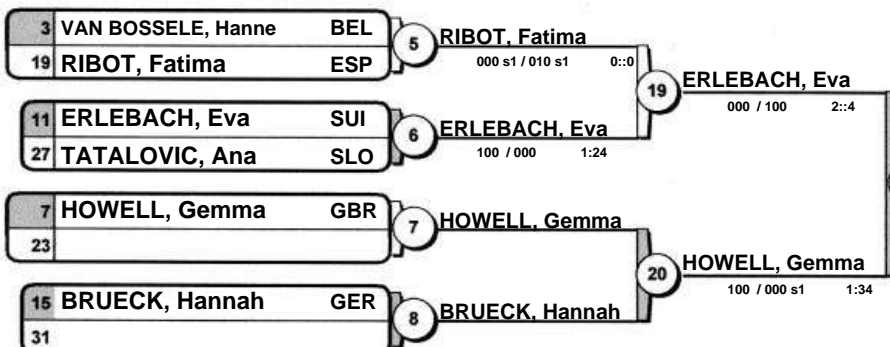 3 VAN BOSSELE, Hanne BEL
19 RIBOT, Fatima ESP
5
RIBOT, Fatima
000 s1 / 010 s1 0::0
11 ERLEBACH, Eva SUI
27 TATALOVIC, Ana SLO
6
ERLEBACH, Eva
100 / 000 1:24
19
ERLEBACH, Eva
000 / 100 2::4
7 HOWELL, Gemma GBR
23
7
HOWELL, Gemma
15 BRUECK, Hannah GER
31
8
BRUECK, Hannah
20
HOWELL, Gemma
100 / 000 s1 1:34